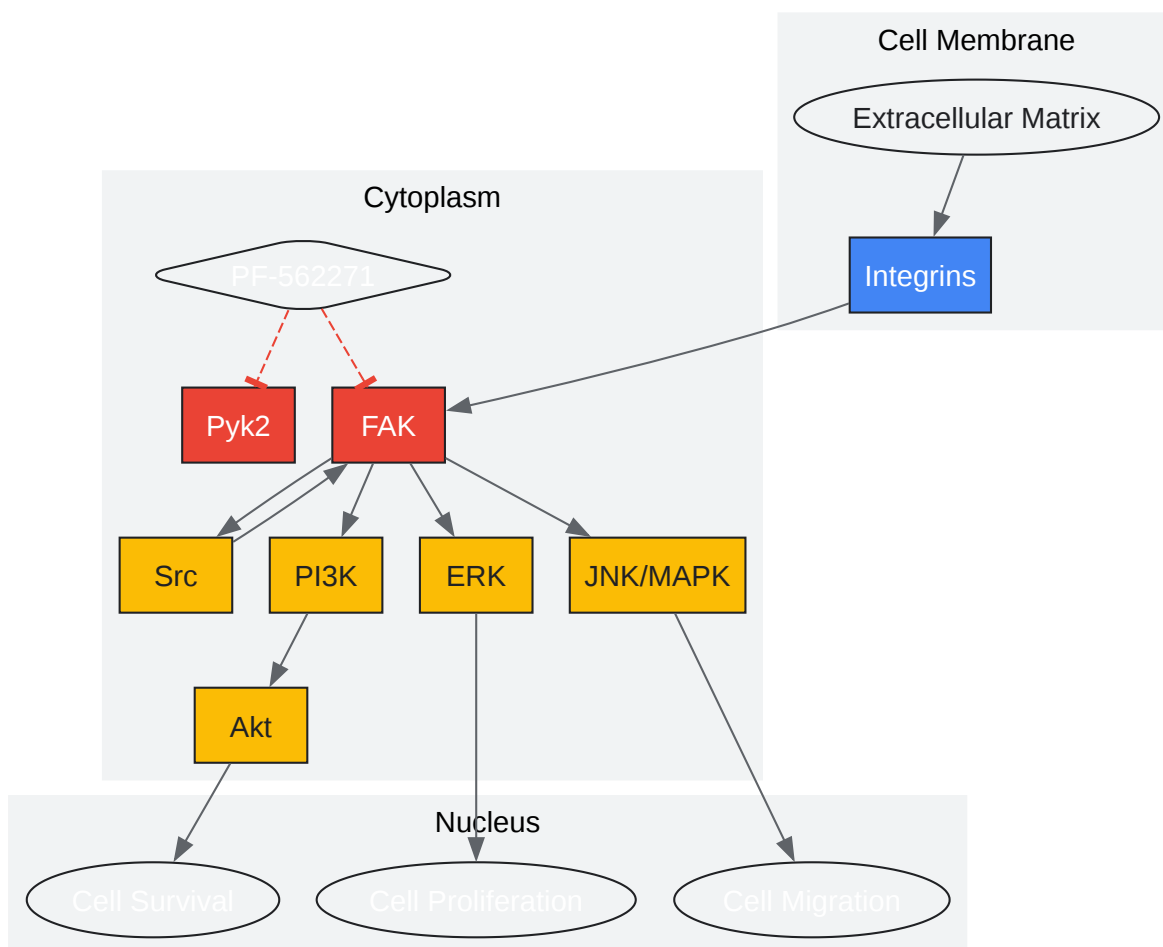 Cell Membrane
Extracellular Matrix
Integrins
Cytoplasm
PF-562271
Pyk2
FAK
Src
PI3K
ERK
JNK/MAPK
Akt
Nucleus
Cell Survival
Cell Proliferation
Cell Migration